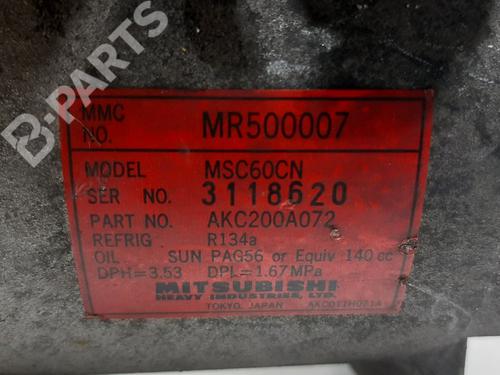 B-PARTS
MMC NO. MR500007
MODEL MSC60CN
SER NO. 3118620
PART NO. AKC200A072
REFRIG R134a
OIL SUN PAG56 or Equiv 140 cc
DPH=3.53 DPL=1.67MPa
MITSUBISHI
HEAVY INDUSTRIES, LTD.
TOKYO, JAPAN AKC011H071A